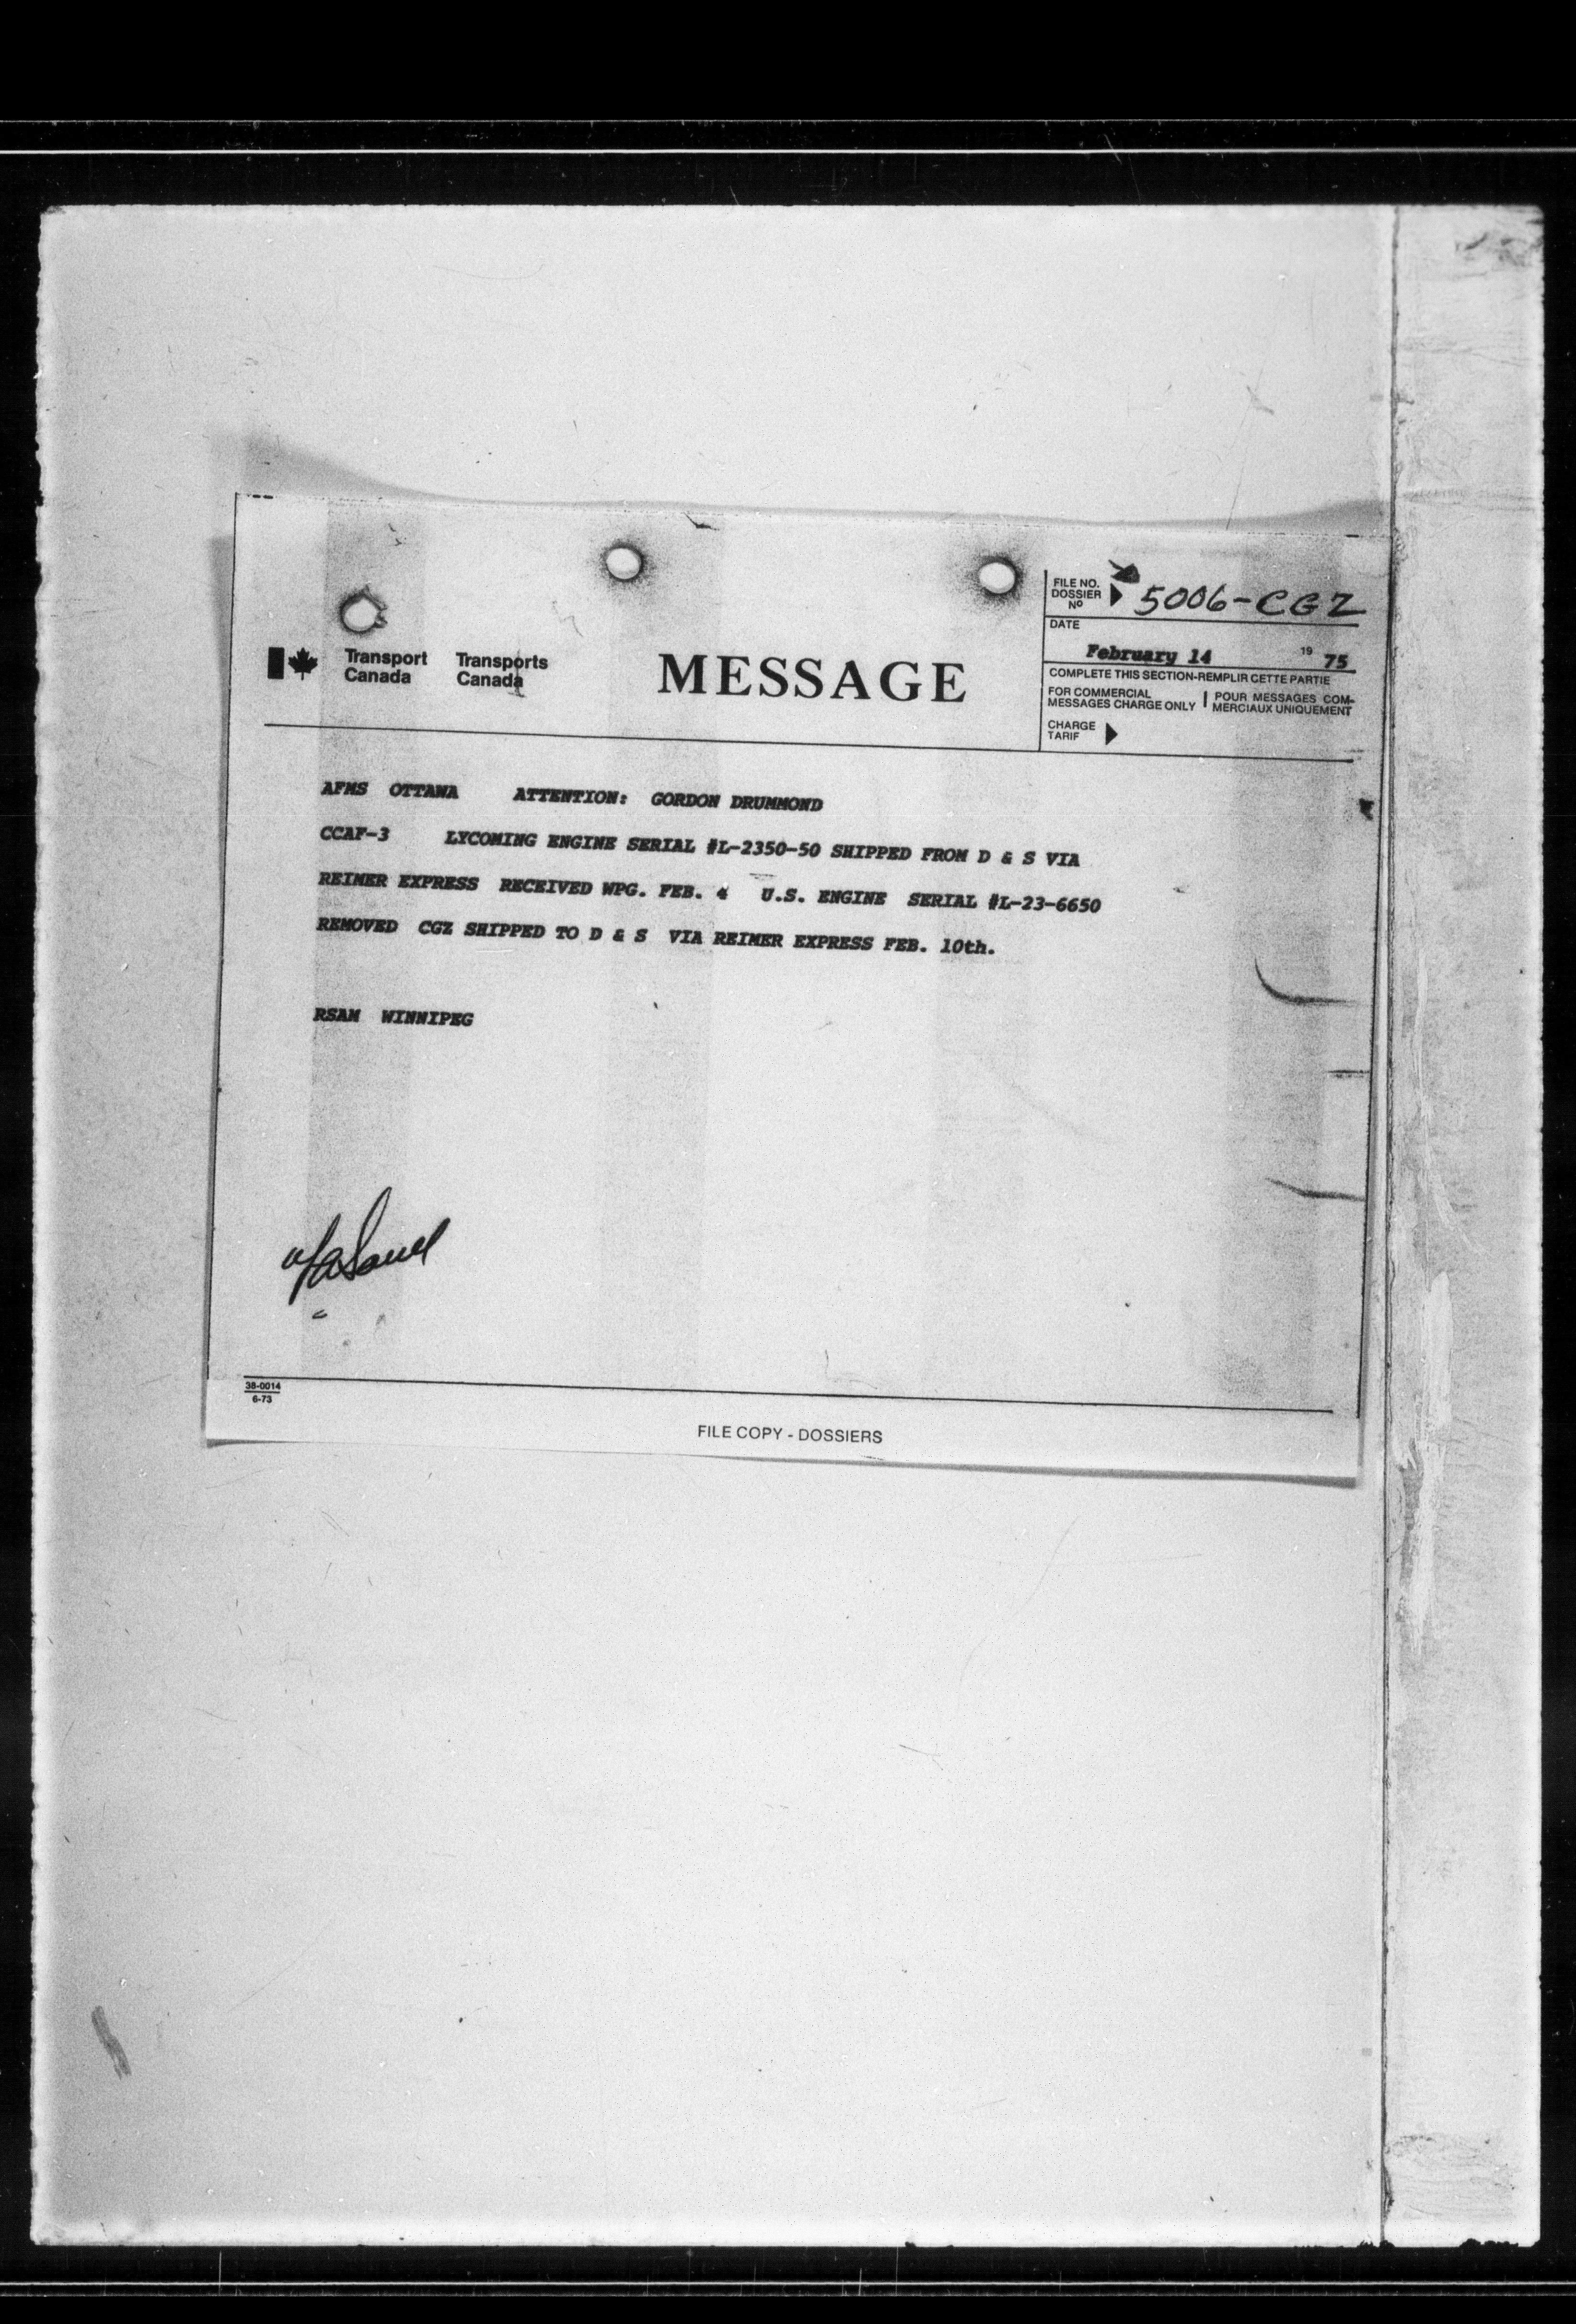 FILE NO.
DOSSIER
Nº
5006-CGZ
DATE
February 14 19 75
COMPLETE THIS SECTION-REMPLIR CETTE PARTIE
FOR COMMERCIAL
MESSAGES CHARGE ONLY
POUR MESSAGES COM-
MERCIAUX UNIQUEMENT
CHARGE
TARIF
Transport
Canada
Transports
Canada
MESSAGE
AFMS OTTAWA ATTENTION: GORDON DRUMMOND
CCAF-3 LYCOMING ENGINE SERIAL #L-2350-50 SHIPPED FROM D & S VIA
REIMER EXPRESS RECEIVED WPG. FEB. 4 U.S. ENGINE SERIAL #L-23-6650
REMOVED CGZ SHIPPED TO D & S VIA REIMER EXPRESS FEB. 10th.
RSAM WINNIPEG
38-0014
6-73
FILE COPY - DOSSIERS